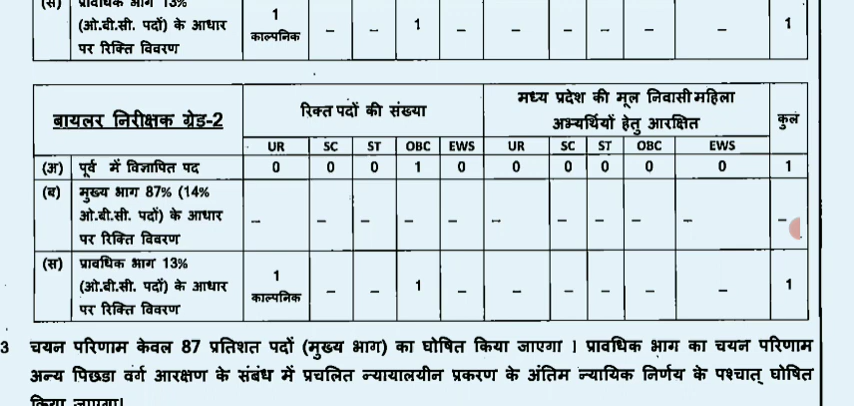 (स) प्रावधिक भाग 13%
(ओ.बी.सी. पदों) के आधार
पर रिक्ति विवरण
1
काल्पनिक
– – 1 – – – – – – 1
बायलर निरीक्षक ग्रेड-2
रिक्त पदों की संख्या
मध्य प्रदेश की मूल निवासी महिला
अभ्यर्थियों हेतु आरक्षित
कुल
UR SC ST OBC EWS UR SC ST OBC EWS
(अ) पूर्व में विज्ञापित पद 0 0 0 1 0 0 0 0 0 0 1
(ब) मुख्य भाग 87% (14%
ओ.बी.सी. पदों) के आधार
पर रिक्ति विवरण
– – – – – – – – – – –
(स) प्रावधिक भाग 13%
(ओ.बी.सी. पदों) के आधार
पर रिक्ति विवरण
1
काल्पनिक
– – 1 – – – – – – 1
3 चयन परिणाम केवल 87 प्रतिशत पदों (मुख्य भाग) का घोषित किया जाएगा । प्रावधिक भाग का चयन परिणाम
अन्य पिछडा वर्ग आरक्षण के संबंध में प्रचलित न्यायालयीन प्रकरण के अंतिम न्यायिक निर्णय के पश्चात् घोषित
किया जाएगा।